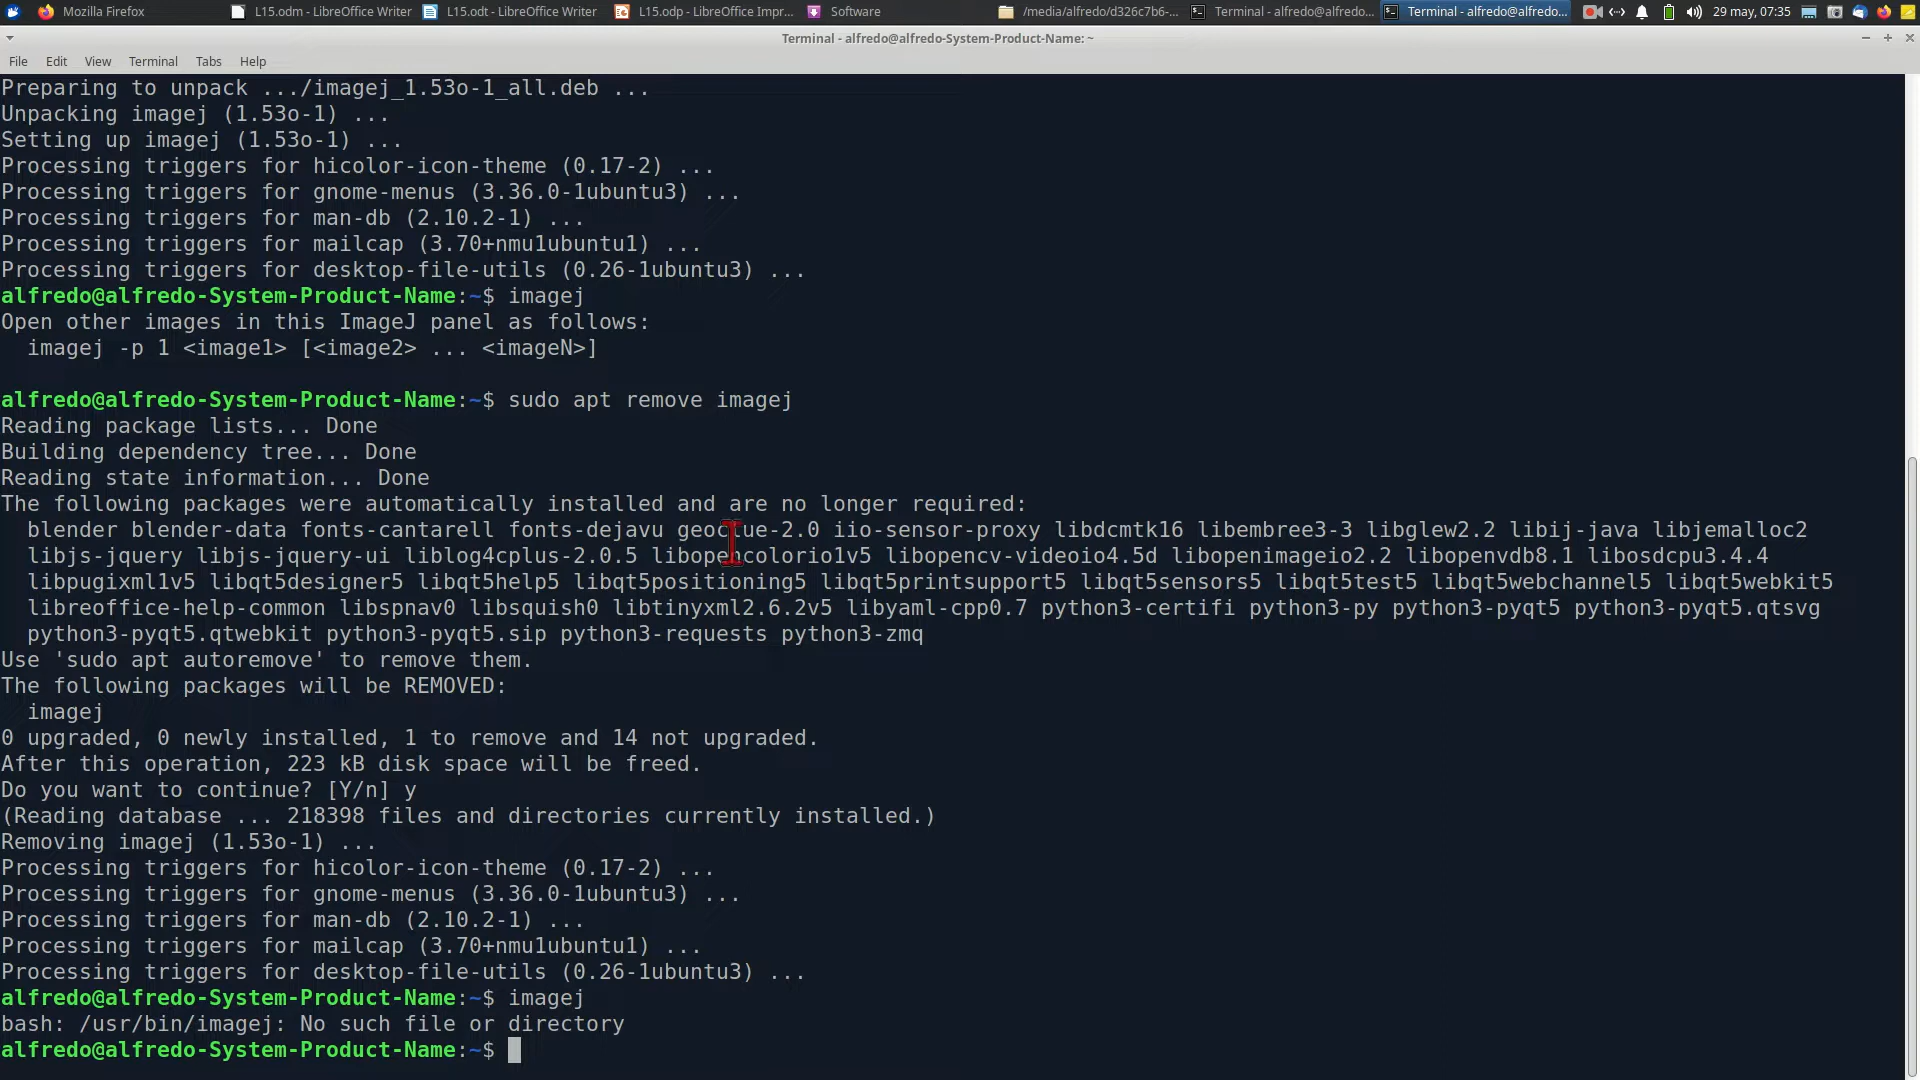 Mozilla Firefox
L15.odm - LibreOffice Writer
L15.odt - LibreOffice Writer
L15.odp - LibreOffice Impr...
Software
/media/alfredo/d326c7b6-...
Terminal - alfredo@alfredo...
Terminal - alfredo@alfredo...
29 may, 07:35
Terminal - alfredo@alfredo-System-Product-Name: ~
File Edit View Terminal Tabs Help
Preparing to unpack .../imagej_1.53o-1_all.deb ...
Unpacking imagej (1.53o-1) ...
Setting up imagej (1.53o-1) ...
Processing triggers for hicolor-icon-theme (0.17-2) ...
Processing triggers for gnome-menus (3.36.0-1ubuntu3) ...
Processing triggers for man-db (2.10.2-1) ...
Processing triggers for mailcap (3.70+nmu1ubuntu1) ...
Processing triggers for desktop-file-utils (0.26-1ubuntu3) ...
alfredo@alfredo-System-Product-Name:~$ imagej
Open other images in this ImageJ panel as follows:
  imagej -p 1 <image1> [<image2> ... <imageN>]
alfredo@alfredo-System-Product-Name:~$ sudo apt remove imagej
Reading package lists... Done
Building dependency tree... Done
Reading state information... Done
The following packages were automatically installed and are no longer required:
  blender blender-data fonts-cantarell fonts-dejavu geoclue-2.0 iio-sensor-proxy libdcmtk16 libembree3-3 libglew2.2 libij-java libjemalloc2
  libjs-jquery libjs-jquery-ui liblog4cplus-2.0.5 libopencolorio1v5 libopencv-videoio4.5d libopenimageio2.2 libopenvdb8.1 libosdcpu3.4.4
  libpugixml1v5 libqt5designer5 libqt5help5 libqt5positioning5 libqt5printsupport5 libqt5sensors5 libqt5test5 libqt5webchannel5 libqt5webkit5
  libreoffice-help-common libspnav0 libsquish0 libtinyxml2.6.2v5 libyaml-cpp0.7 python3-certifi python3-py python3-pyqt5 python3-pyqt5.qtsvg
  python3-pyqt5.qtwebkit python3-pyqt5.sip python3-requests python3-zmq
Use 'sudo apt autoremove' to remove them.
The following packages will be REMOVED:
  imagej
0 upgraded, 0 newly installed, 1 to remove and 14 not upgraded.
After this operation, 223 kB disk space will be freed.
Do you want to continue? [Y/n] y
(Reading database ... 218398 files and directories currently installed.)
Removing imagej (1.53o-1) ...
Processing triggers for hicolor-icon-theme (0.17-2) ...
Processing triggers for gnome-menus (3.36.0-1ubuntu3) ...
Processing triggers for man-db (2.10.2-1) ...
Processing triggers for mailcap (3.70+nmu1ubuntu1) ...
Processing triggers for desktop-file-utils (0.26-1ubuntu3) ...
alfredo@alfredo-System-Product-Name:~$ imagej
bash: /usr/bin/imagej: No such file or directory
alfredo@alfredo-System-Product-Name:~$